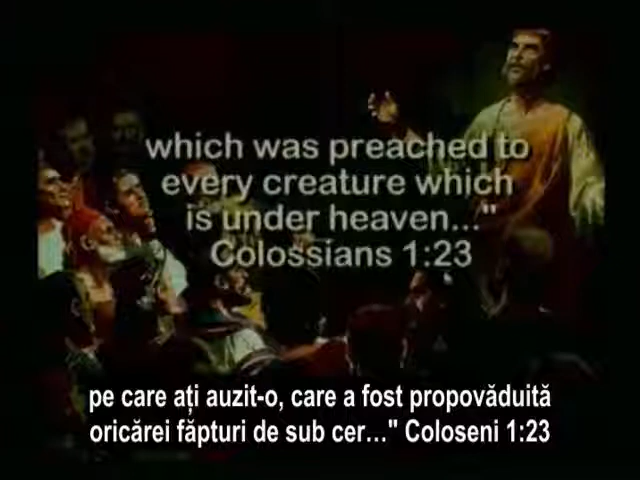 which was preached to
every creature which
is under heaven..."
Colossians 1:23
pe care ați auzit-o, care a fost propovăduită
oricărei făpturi de sub cer…" Coloseni 1:23